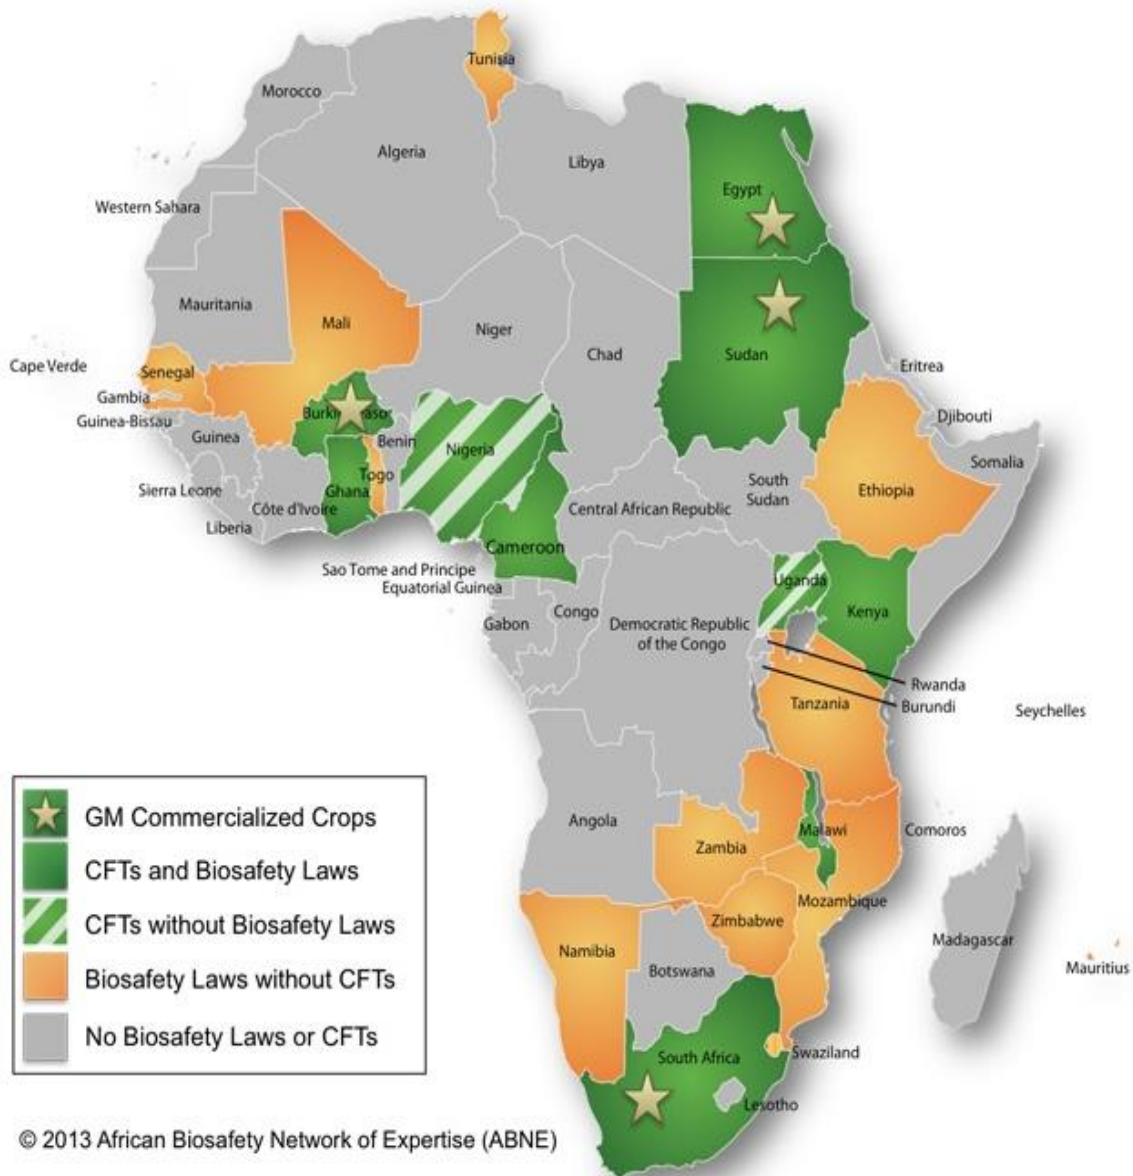 Tunisia
Morocco
Algeria
Libya
Egypt
Western Sahara
Mauritania
Mali
Niger
Chad
Sudan
Cape Verde
Senegal
Eritrea
Gambia
Guinea-Bissau
Djibouti
Guinea
Benin
Nigeria
Somalia
Togo
Sierra Leone
Ghana
South
Sudan
Ethiopia
Côte d'Ivoire
Central African Republic
Liberia
Cameroon
Sao Tome and Principe
Equatorial Guinea
Uganda
Gabon
Congo
Democratic Republic
of the Congo
Kenya
Rwanda
Burundi
Tanzania
Seychelles
Angola
Malawi
Comoros
Zambia
Mozambique
Zimbabwe
Namibia
Botswana
Madagascar
Mauritius
South Africa
Swaziland
Lesotho
GM Commercialized Crops
CFTs and Biosafety Laws
CFTs without Biosafety Laws
Biosafety Laws without CFTs
No Biosafety Laws or CFTs
© 2013 African Biosafety Network of Expertise (ABNE)